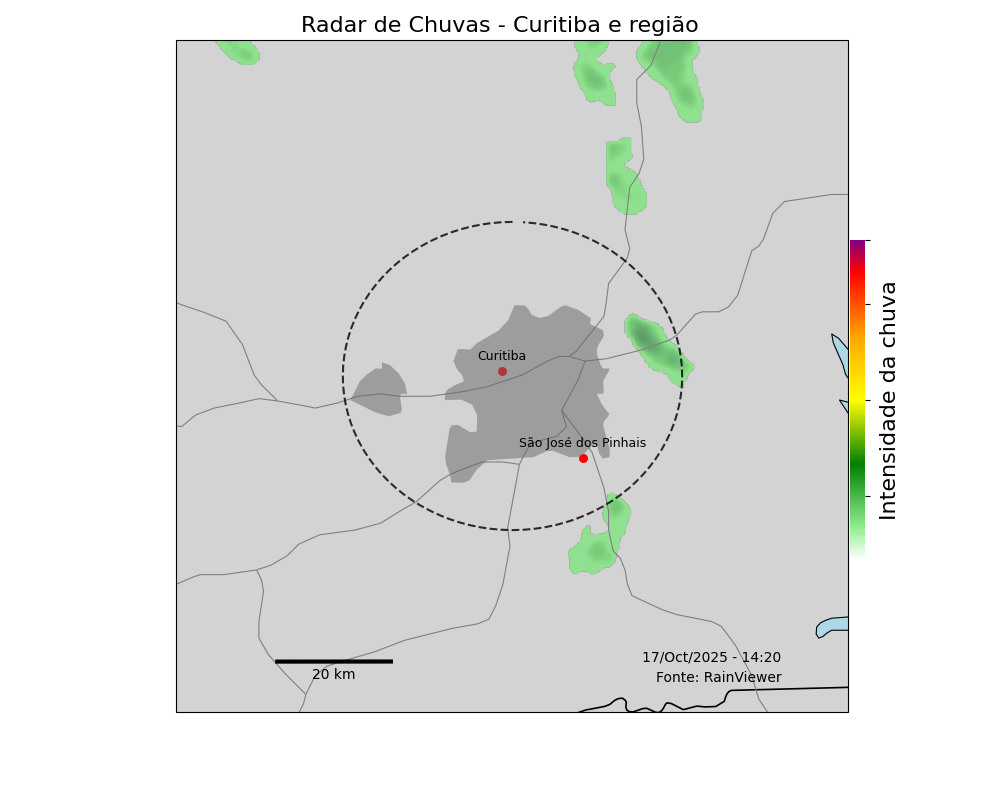 Radar de Chuvas - Curitiba e região
Curitiba
São José dos Pinhais
Intensidade da chuva
20 km
17/Oct/2025 - 14:20
Fonte: RainViewer